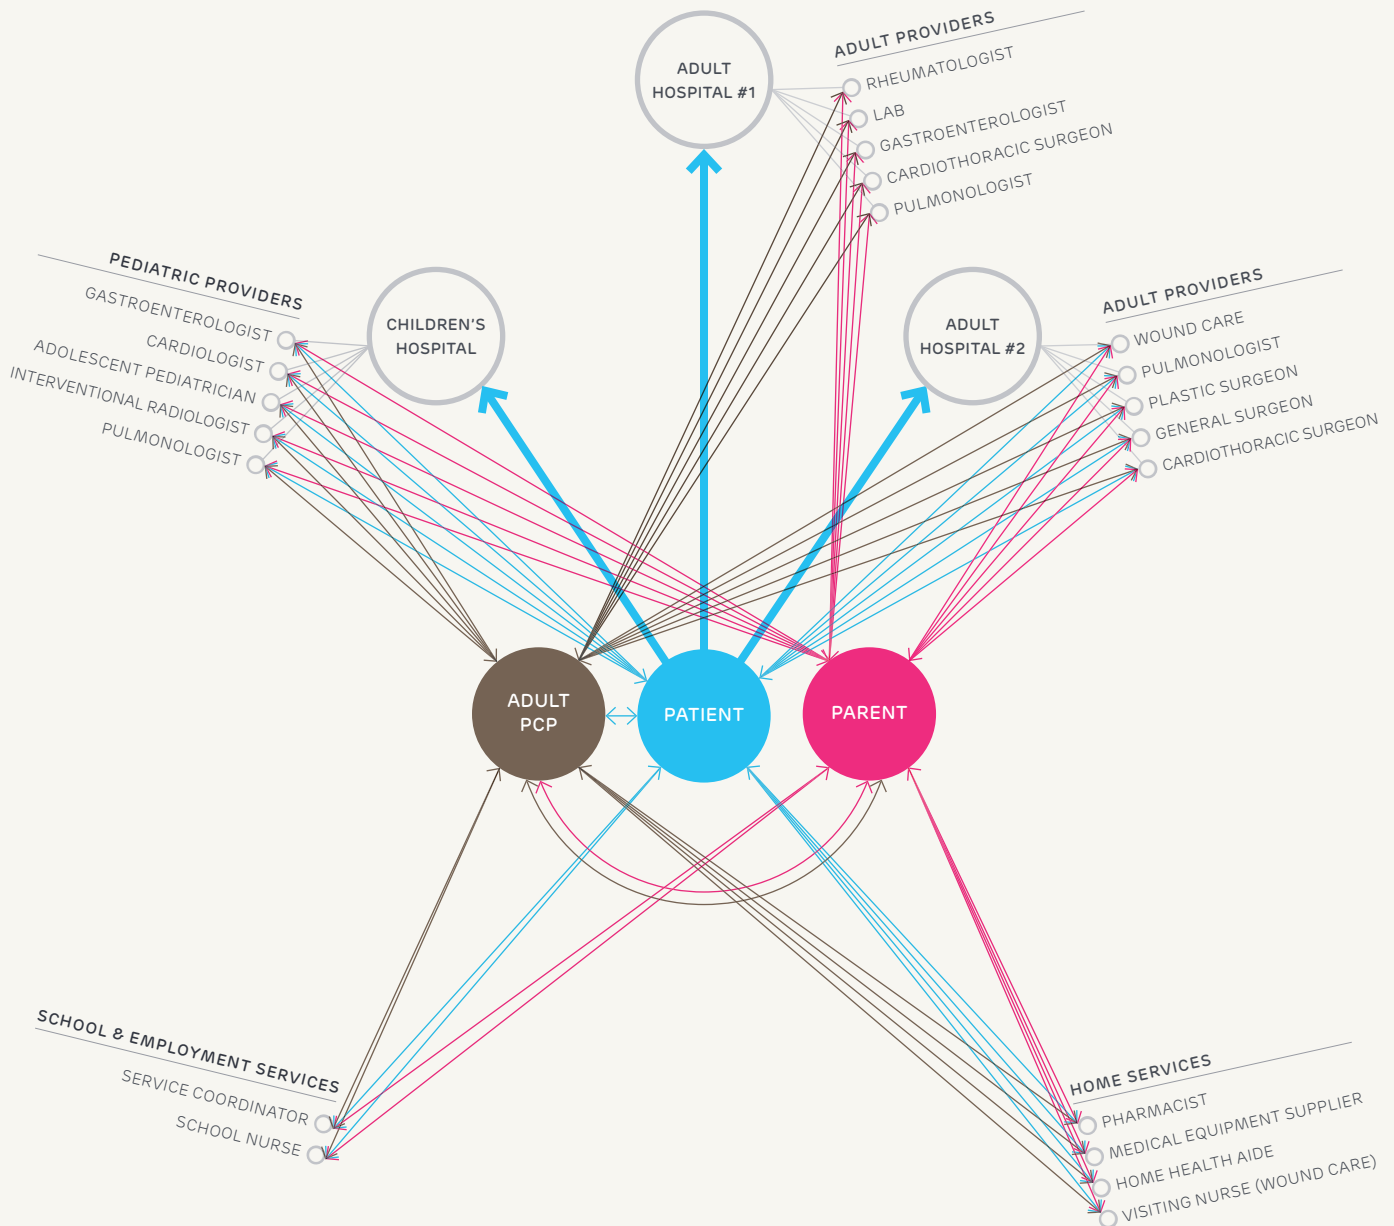 ADULT
HOSPITAL #1
ADULT PROVIDERS
RHEUMATOLOGIST
LAB
GASTROENTEROLOGIST
CARDIOTHORACIC SURGEON
PULMONOLOGIST
PEDIATRIC PROVIDERS
GASTROENTEROLOGIST
CARDIOLOGIST
ADOLESCENT PEDIATRICIAN
INTERVENTIONAL RADIOLOGIST
PULMONOLOGIST
CHILDREN'S
HOSPITAL
ADULT
HOSPITAL #2
ADULT PROVIDERS
WOUND CARE
PULMONOLOGIST
PLASTIC SURGEON
GENERAL SURGEON
CARDIOTHORACIC SURGEON
ADULT
PCP
PATIENT
PARENT
SCHOOL & EMPLOYMENT SERVICES
SERVICE COORDINATOR
SCHOOL NURSE
HOME SERVICES
PHARMACIST
MEDICAL EQUIPMENT SUPPLIER
HOME HEALTH AIDE
VISITING NURSE (WOUND CARE)